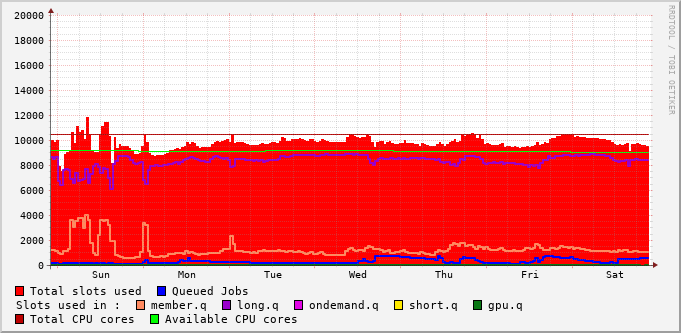 RRDTOOL / TOBI OETIKER
20000
18000
16000
14000
12000
10000
8000
6000
4000
2000
0
Sun Mon Tue Wed Thu Fri Sat
Total slots used Queued Jobs
Slots used in : member.q long.q ondemand.q short.q gpu.q
Total CPU cores Available CPU cores